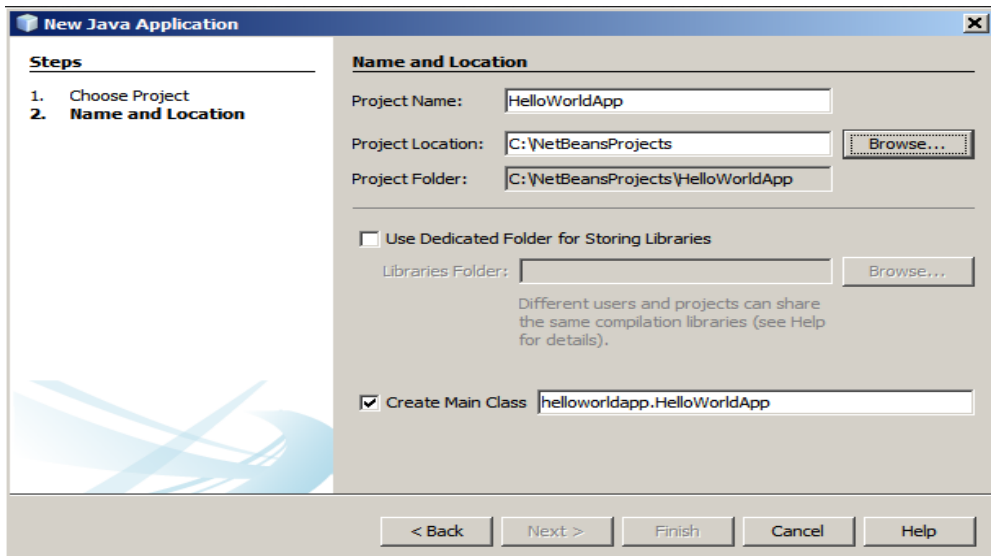 New Java Application
Steps
1. Choose Project
2. Name and Location
Name and Location
Project Name: HelloWorldApp
Project Location: C:\NetBeansProjects Browse...
Project Folder: C:\NetBeansProjects\HelloWorldApp
Use Dedicated Folder for Storing Libraries
Libraries Folder: Browse...
Different users and projects can share
the same compilation libraries (see Help
for details).
Create Main Class helloworldapp.HelloWorldApp
< Back Next > Finish Cancel Help